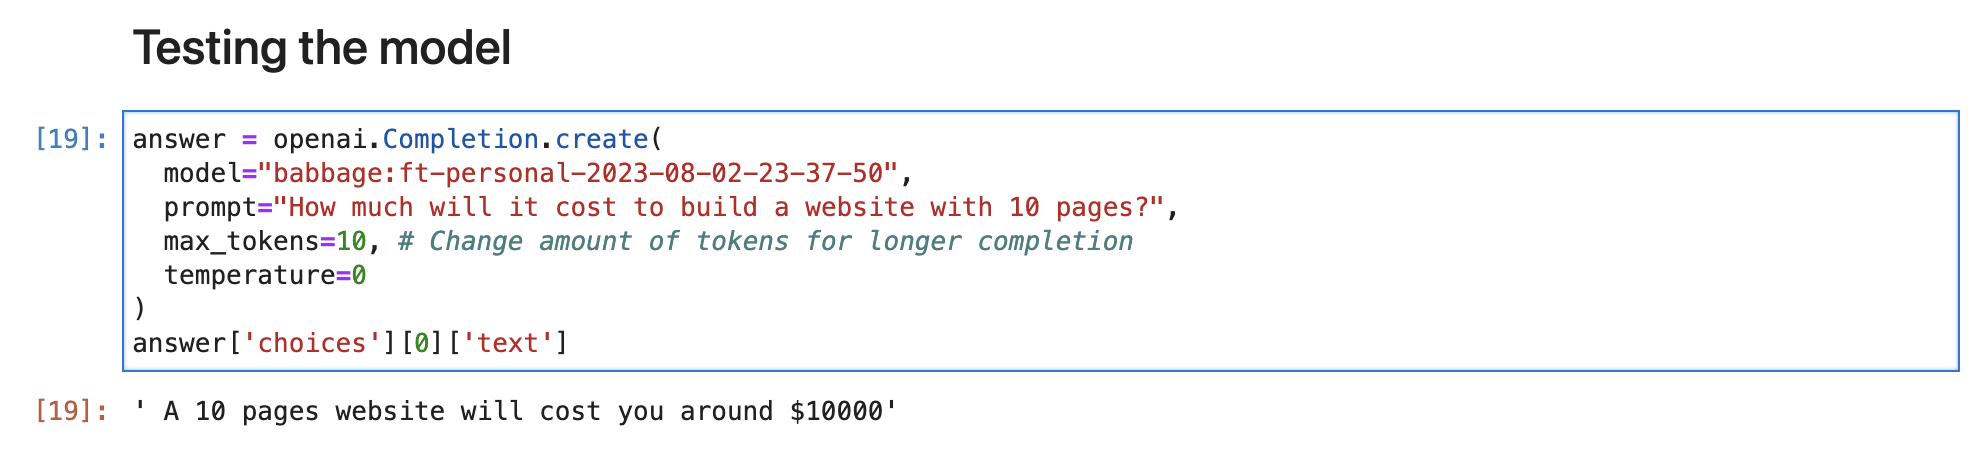 Testing the model
[19]: answer = openai.Completion.create(
model="babbage:ft-personal-2023-08-02-23-37-50",
prompt="How much will it cost to build a website with 10 pages?",
max_tokens=10, # Change amount of tokens for longer completion
temperature=0
)
answer['choices'][0]['text']
[19]: ' A 10 pages website will cost you around $10000'